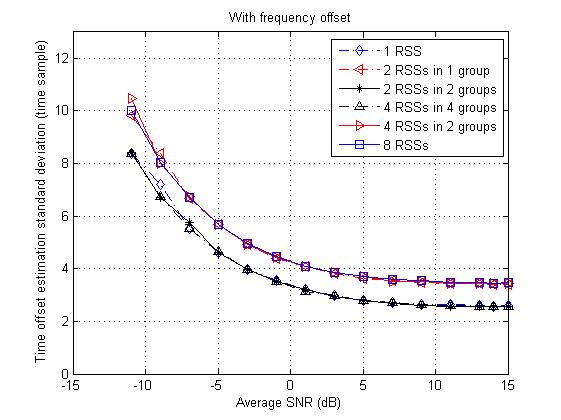 With frequency offset
Time offset estimation standard deviation (time sample)
12
10
8
6
4
2
0
1 RSS
2 RSSs in 1 group
2 RSSs in 2 groups
4 RSSs in 4 groups
4 RSSs in 2 groups
8 RSSs
-15
-10
-5
0
5
10
15
Average SNR (dB)